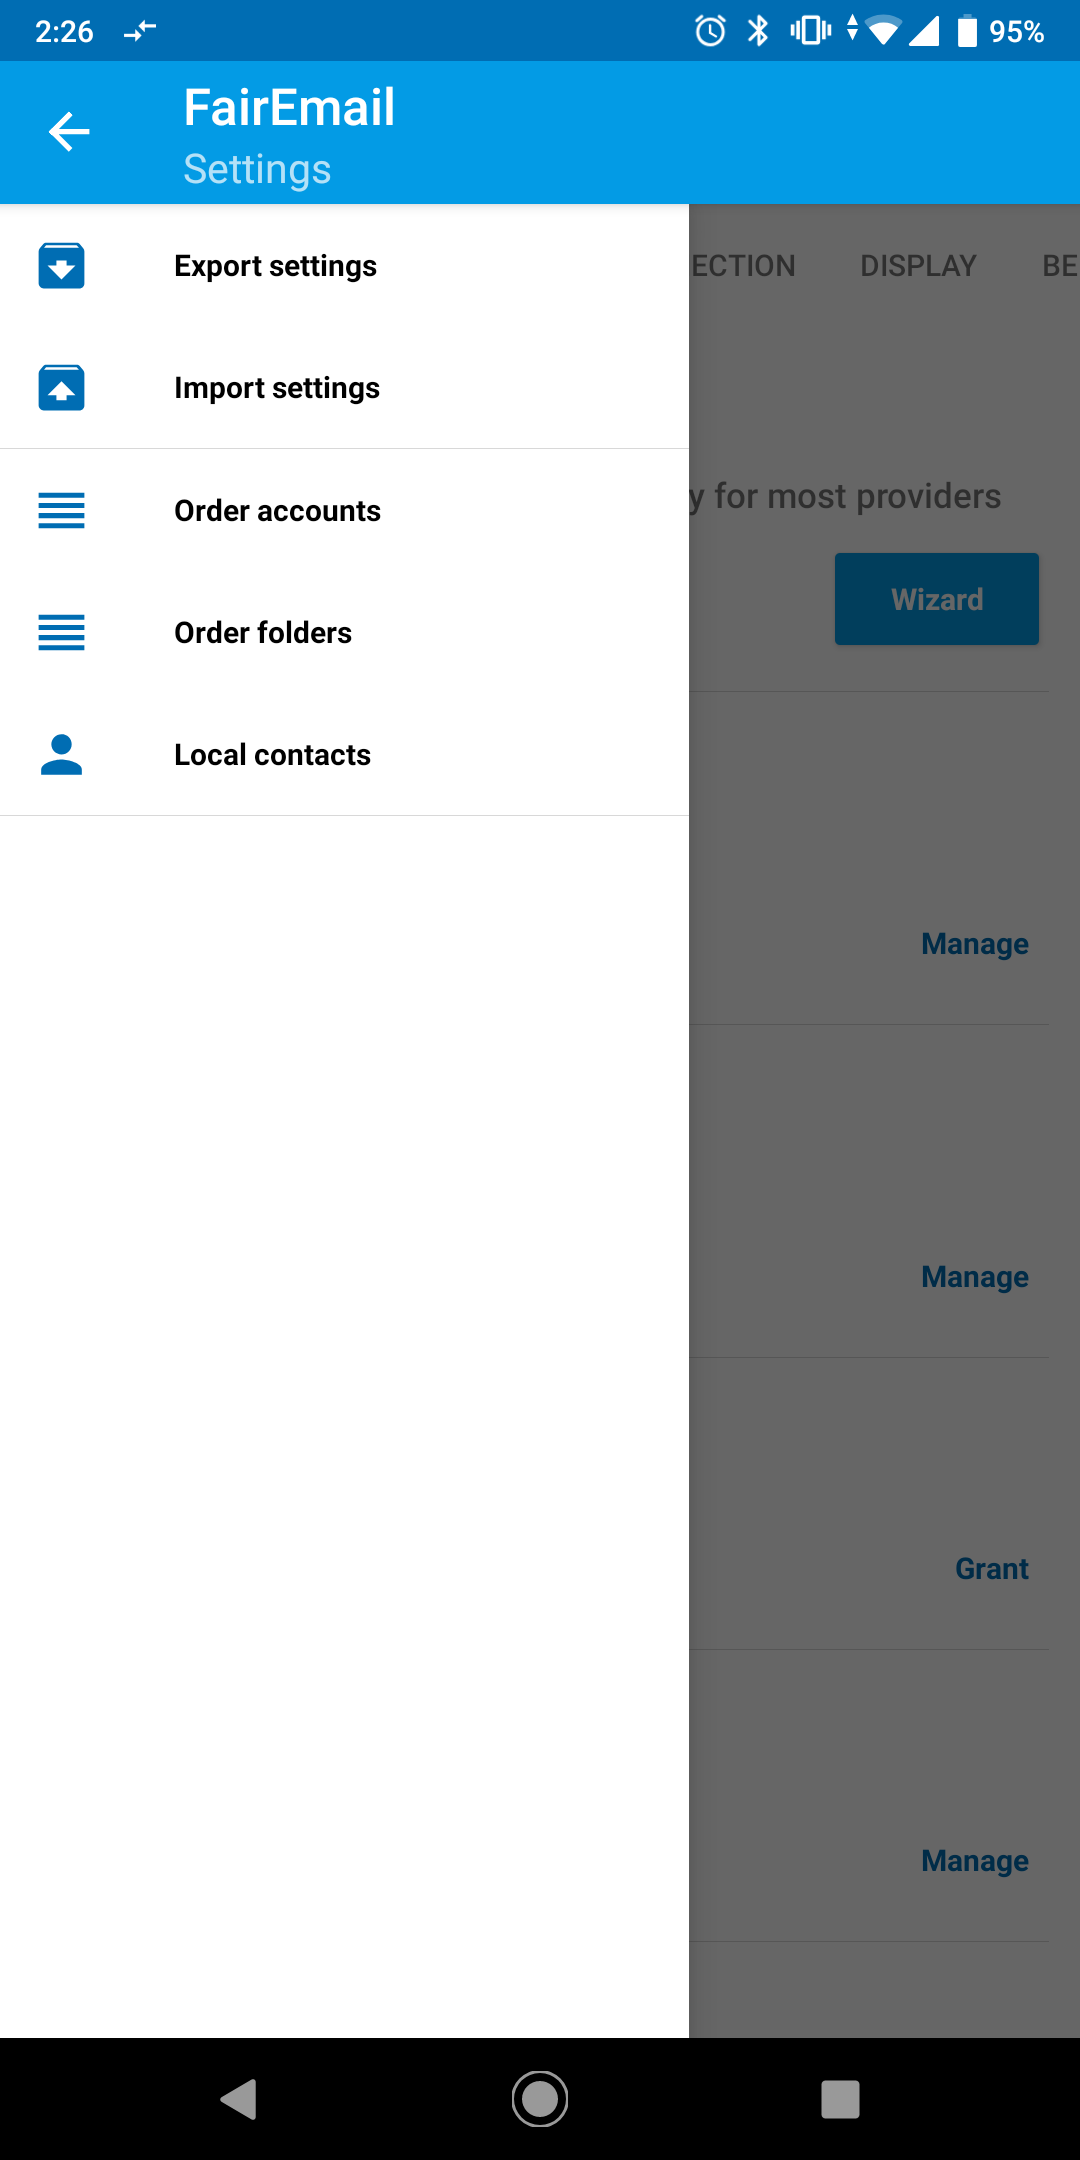 2:26
95%
FairEmail
Settings
Export settings
Import settings
Order accounts
Order folders
Local contacts
ECTION DISPLAY BE
y for most providers
Wizard
Manage
Manage
Grant
Manage